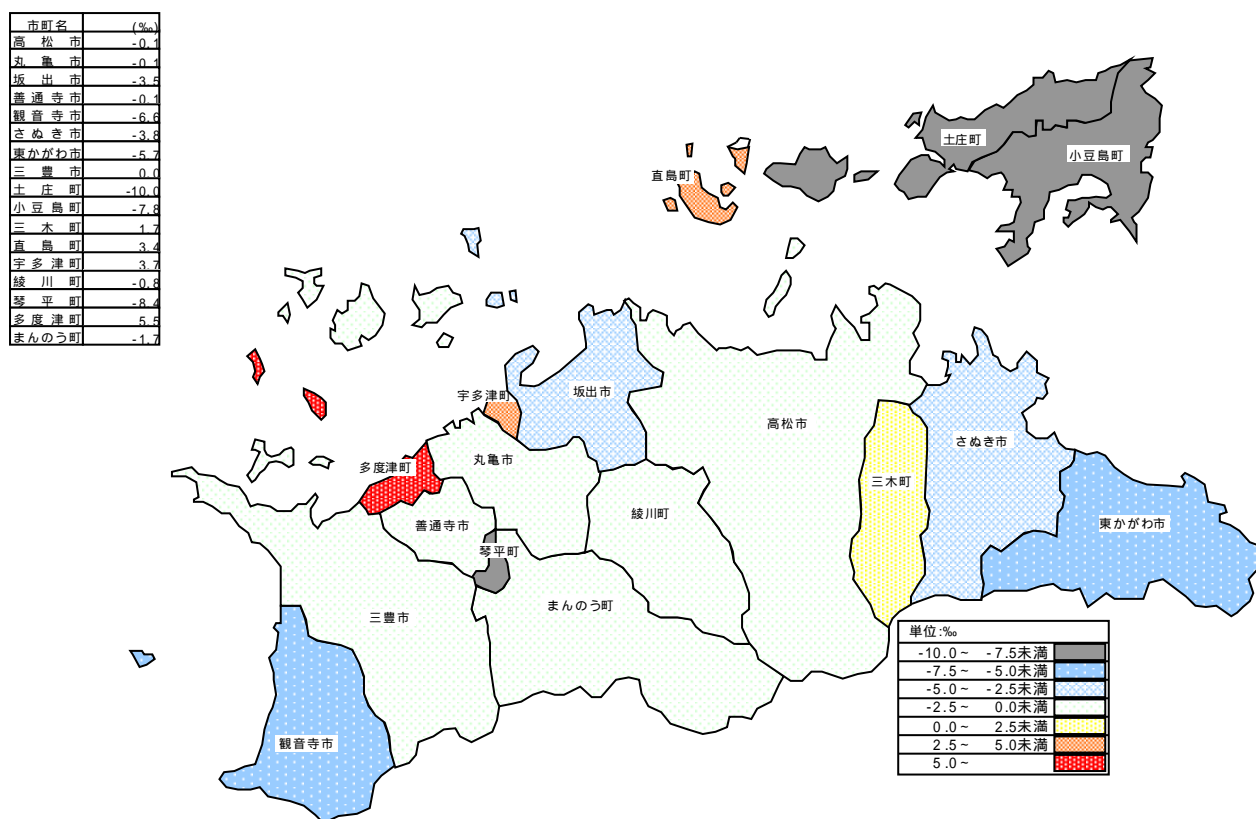 市町名 (‰)
高松市 -0.1
丸亀市 -0.1
坂出市 -3.5
善通寺市 -0.1
観音寺市 -6.6
さぬき市 -3.8
東かがわ市 -5.7
三豊市 0.0
土庄町 -10.0
小豆島町 -7.8
三木町 1.7
直島町 3.4
宇多津町 3.7
綾川町 -0.8
琴平町 -8.4
多度津町 5.5
まんのう町 -1.7
土庄町
小豆島町
直島町
坂出市
宇多津町
高松市
さぬき市
丸亀市
多度津町
三木町
綾川町
善通寺市
東かがわ市
琴平町
まんのう町
三豊市
観音寺市
単位:‰
-10.0~ -7.5未満
-7.5~ -5.0未満
-5.0~ -2.5未満
-2.5~ 0.0未満
0.0~ 2.5未満
2.5~ 5.0未満
5.0~